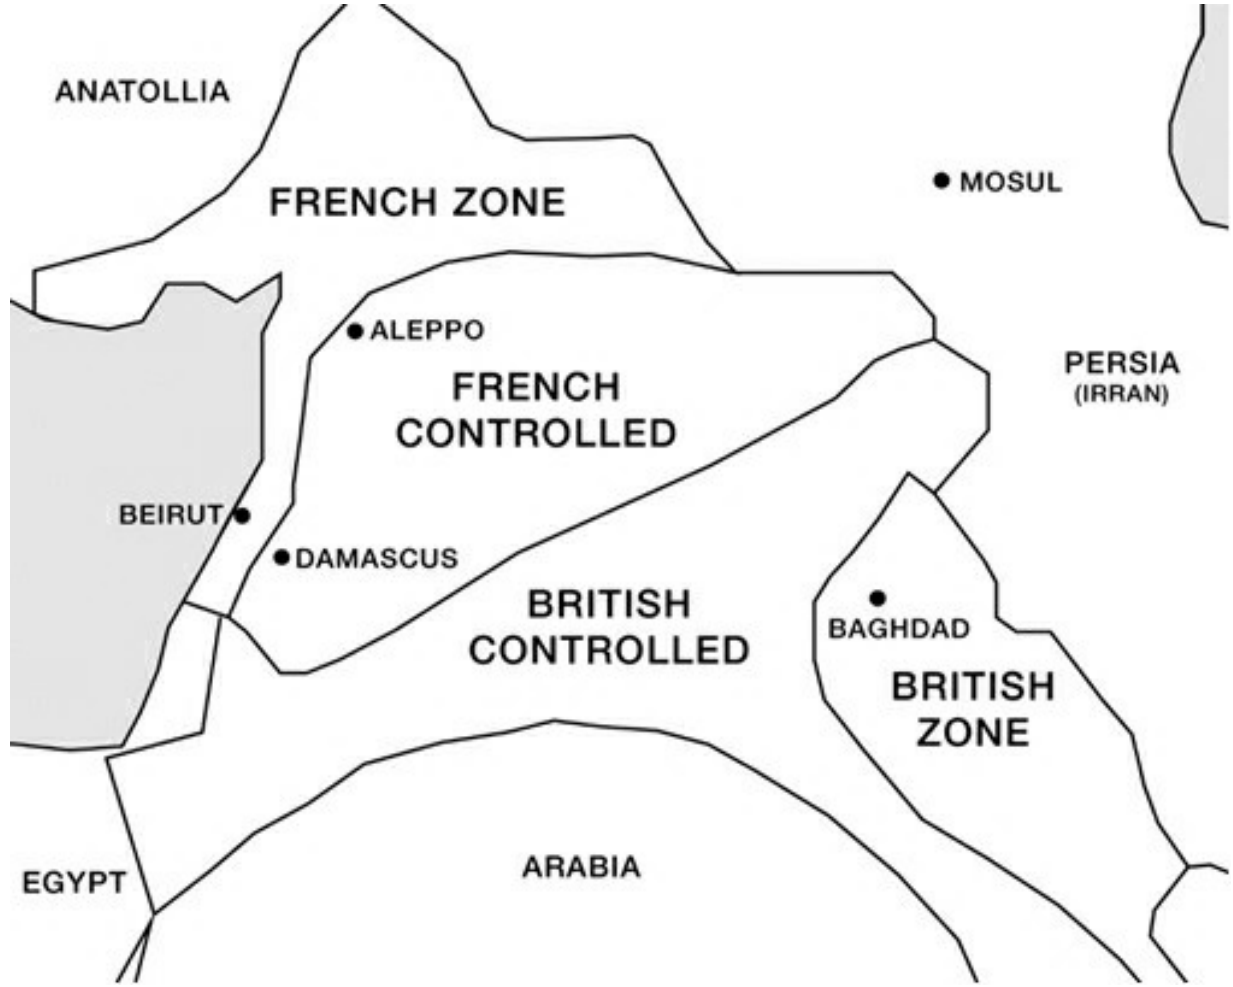 ANATOLLIA
MOSUL
FRENCH ZONE
ALEPPO
PERSIA
(IRRAN)
FRENCH
CONTROLLED
BEIRUT
DAMASCUS
BRITISH
CONTROLLED
BAGHDAD
BRITISH
ZONE
EGYPT
ARABIA